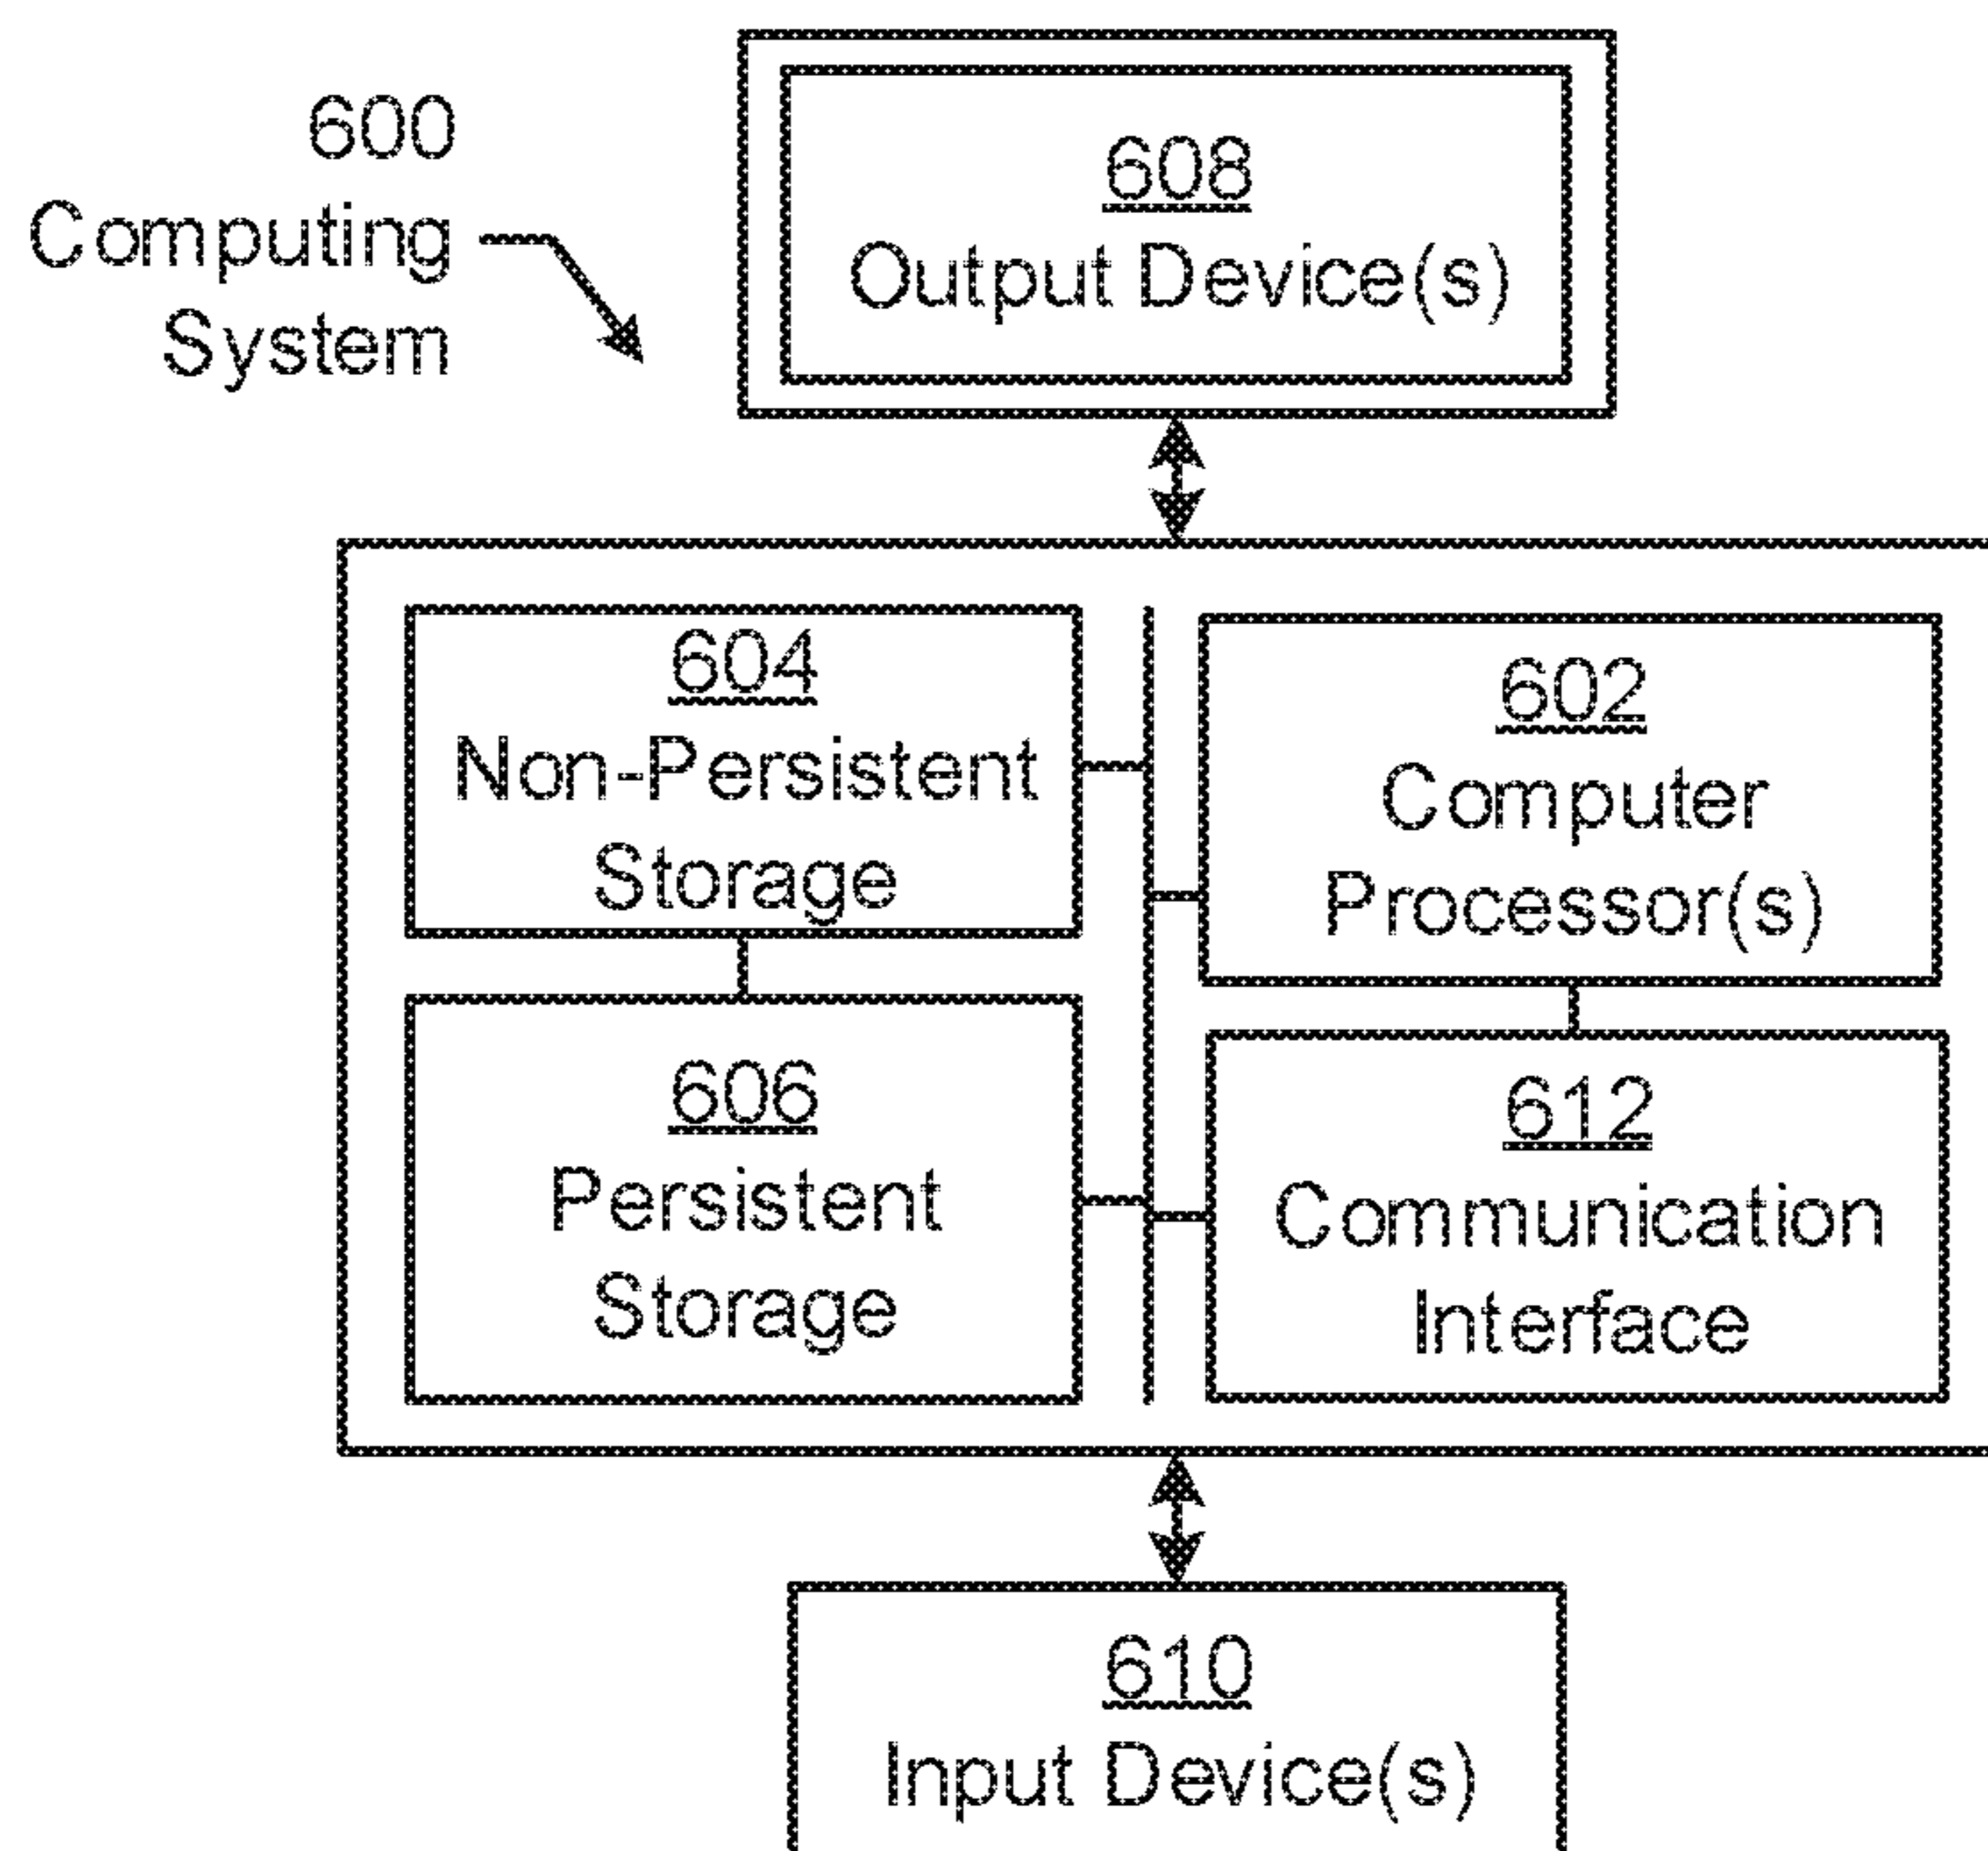 600
Computing
System
608
Output Device(s)
604
Non-Persistent
Storage
602
Computer
Processor(s)
606
Persistent
Storage
612
Communication
Interface
610
Input Device(s)